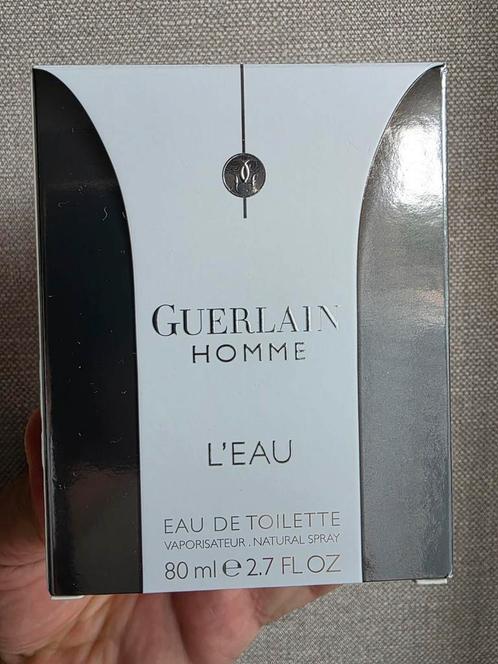 GUERLAIN
HOMME
L'EAU
EAU DE TOILETTE
VAPORISATEUR . NATURAL SPRAY
80 ml ℮ 2.7 FL OZ